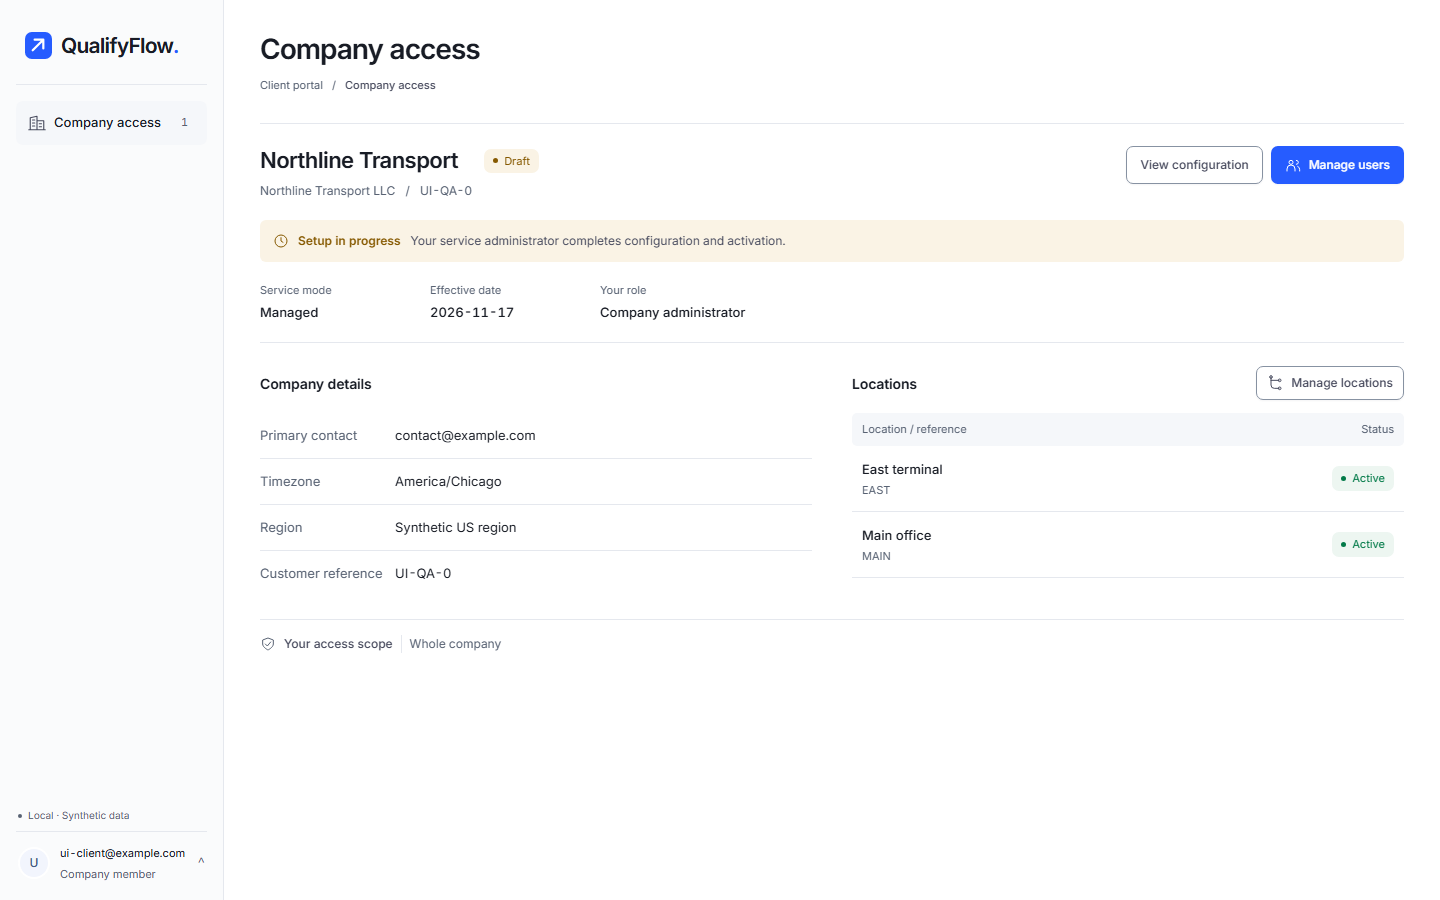 QualifyFlow.
Company access 1
Company access
Client portal / Company access
Northline Transport Draft
Northline Transport LLC / UI-QA-0
View configuration
Manage users
Setup in progress Your service administrator completes configuration and activation.
Service mode Effective date Your role
Managed 2026-11-17 Company administrator
Company details
Primary contact contact@example.com
Timezone America/Chicago
Region Synthetic US region
Customer reference UI-QA-0
Locations
Manage locations
Location / reference Status
East terminal Active
EAST
Main office Active
MAIN
Your access scope Whole company
Local · Synthetic data
U
ui-client@example.com
Company member